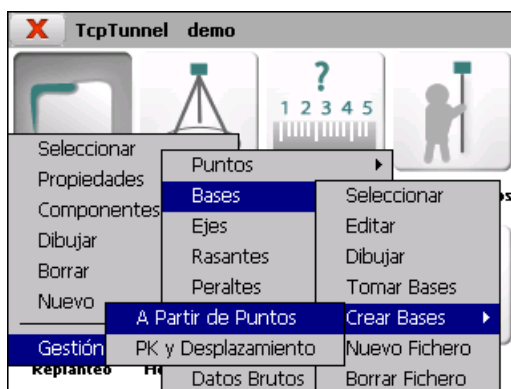 X TcpTunnel demo
?
1 2 3 4 5
Seleccionar
Propiedades
Componentes
Dibujar
Borrar
Nuevo
Gestión
Puntos
Bases
Ejes
Rasantes
Peraltes
Datos Brutos
Seleccionar
Editar
Dibujar
Tomar Bases
Crear Bases
Nuevo Fichero
Borrar Fichero
A Partir de Puntos
PK y Desplazamiento
Replanteo